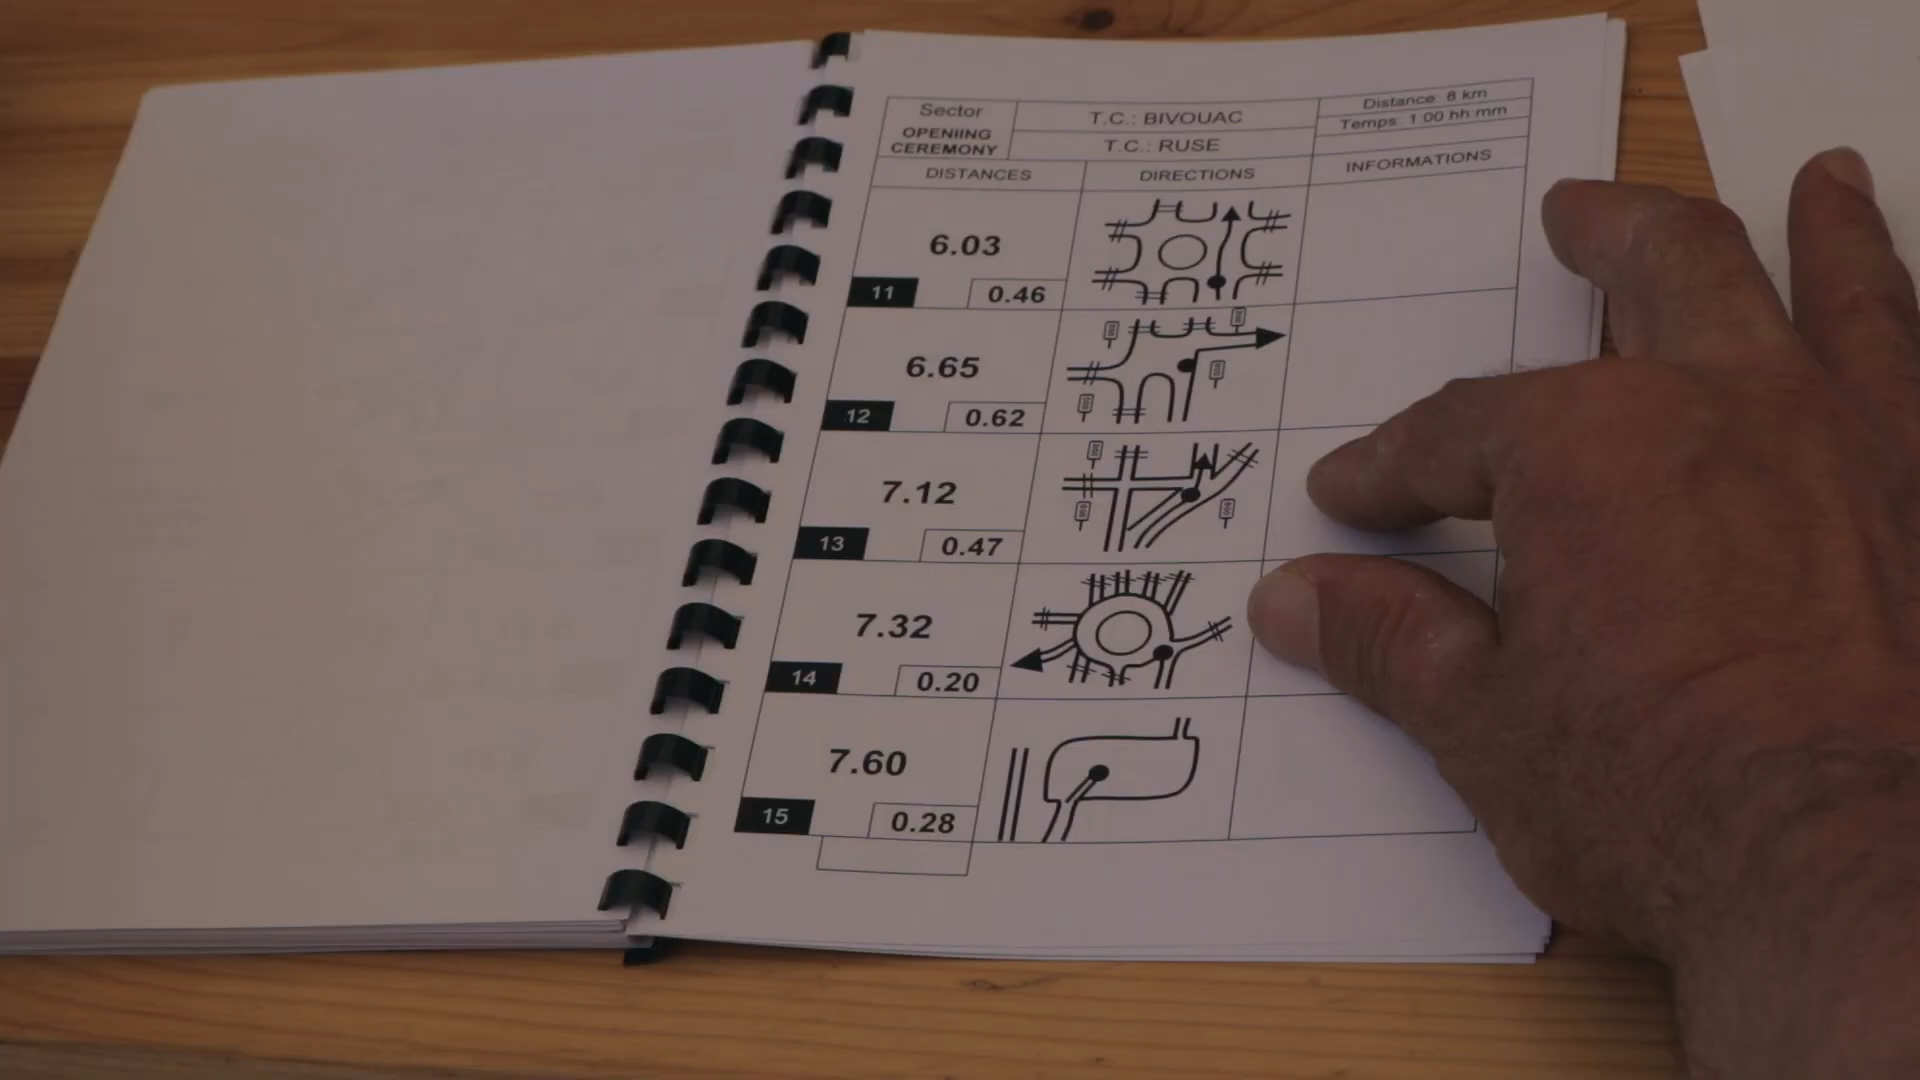 Sector
OPENIING
CEREMONY
T.C.: BIVOUAC
T.C.: RUSE
Distance: 8 km
Temps: 1 00 hh mm
DISTANCES
DIRECTIONS
INFORMATIONS
6.03
11
0.46
6.65
12
0.62
7.12
13
0.47
7.32
14
0.20
7.60
15
0.28